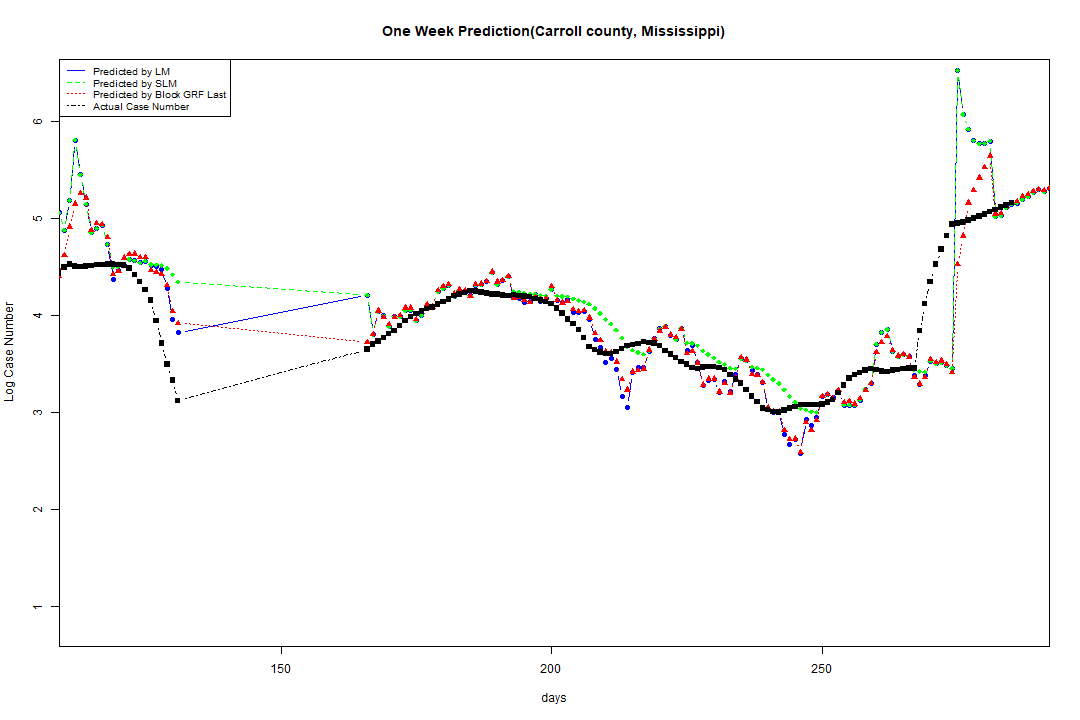 One Week Prediction(Carroll county, Mississippi)
Predicted by LM
Predicted by SLM
Predicted by Block GRF Last
Actual Case Number
Log Case Number
6
5
4
3
2
1
150 200 250
days